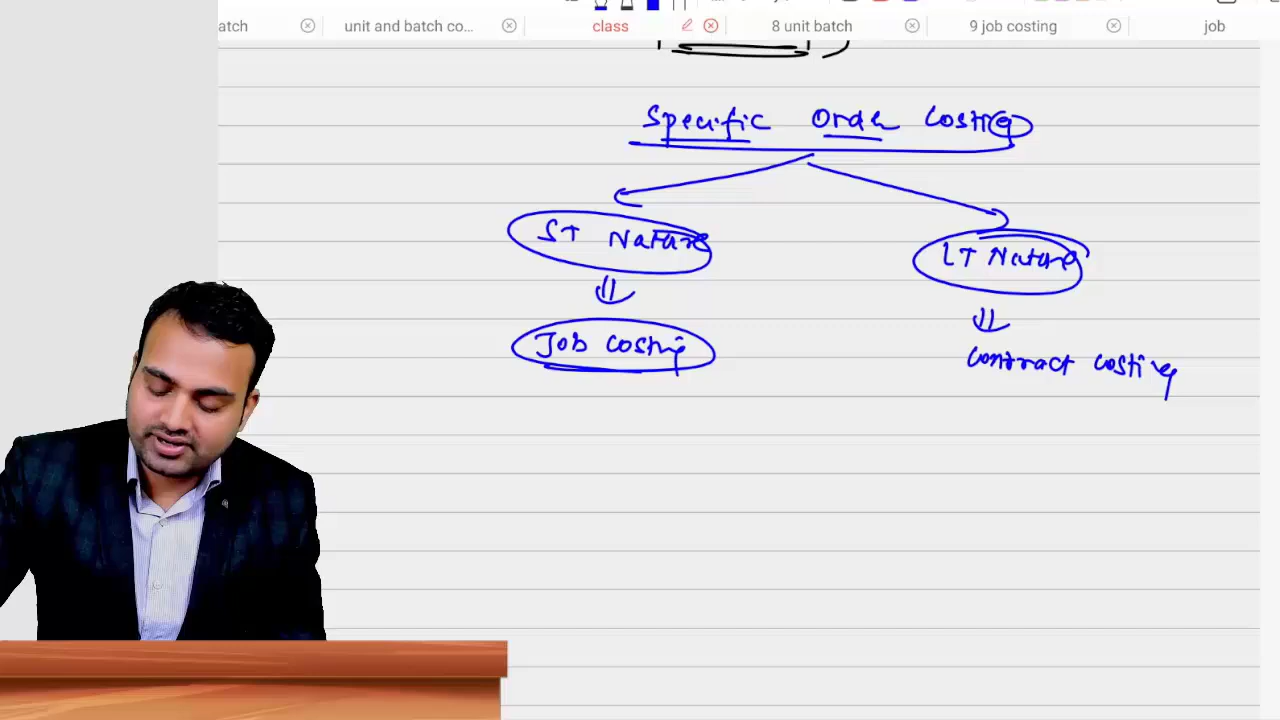 atch unit and batch co... class 8 unit batch 9 job costing job
Specific Order Costing
ST Nature LT Nature
Job Costing Contract Costing